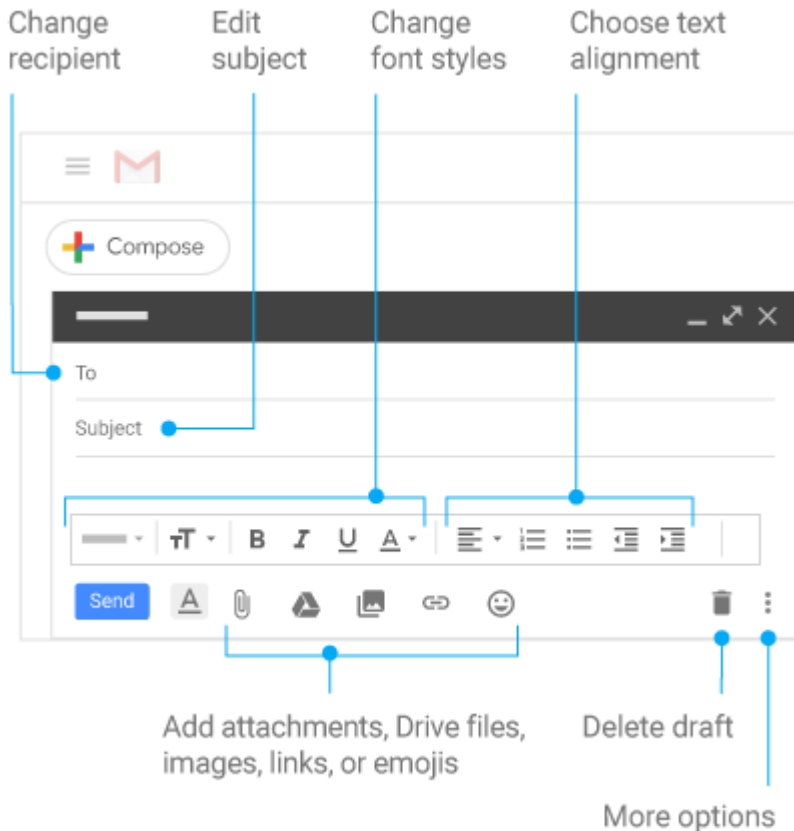 Change
recipient
Edit
subject
Change
font styles
Choose text
alignment
Compose
To
Subject
B I U A
Send A
Add attachments, Drive files,
images, links, or emojis
Delete draft
More options